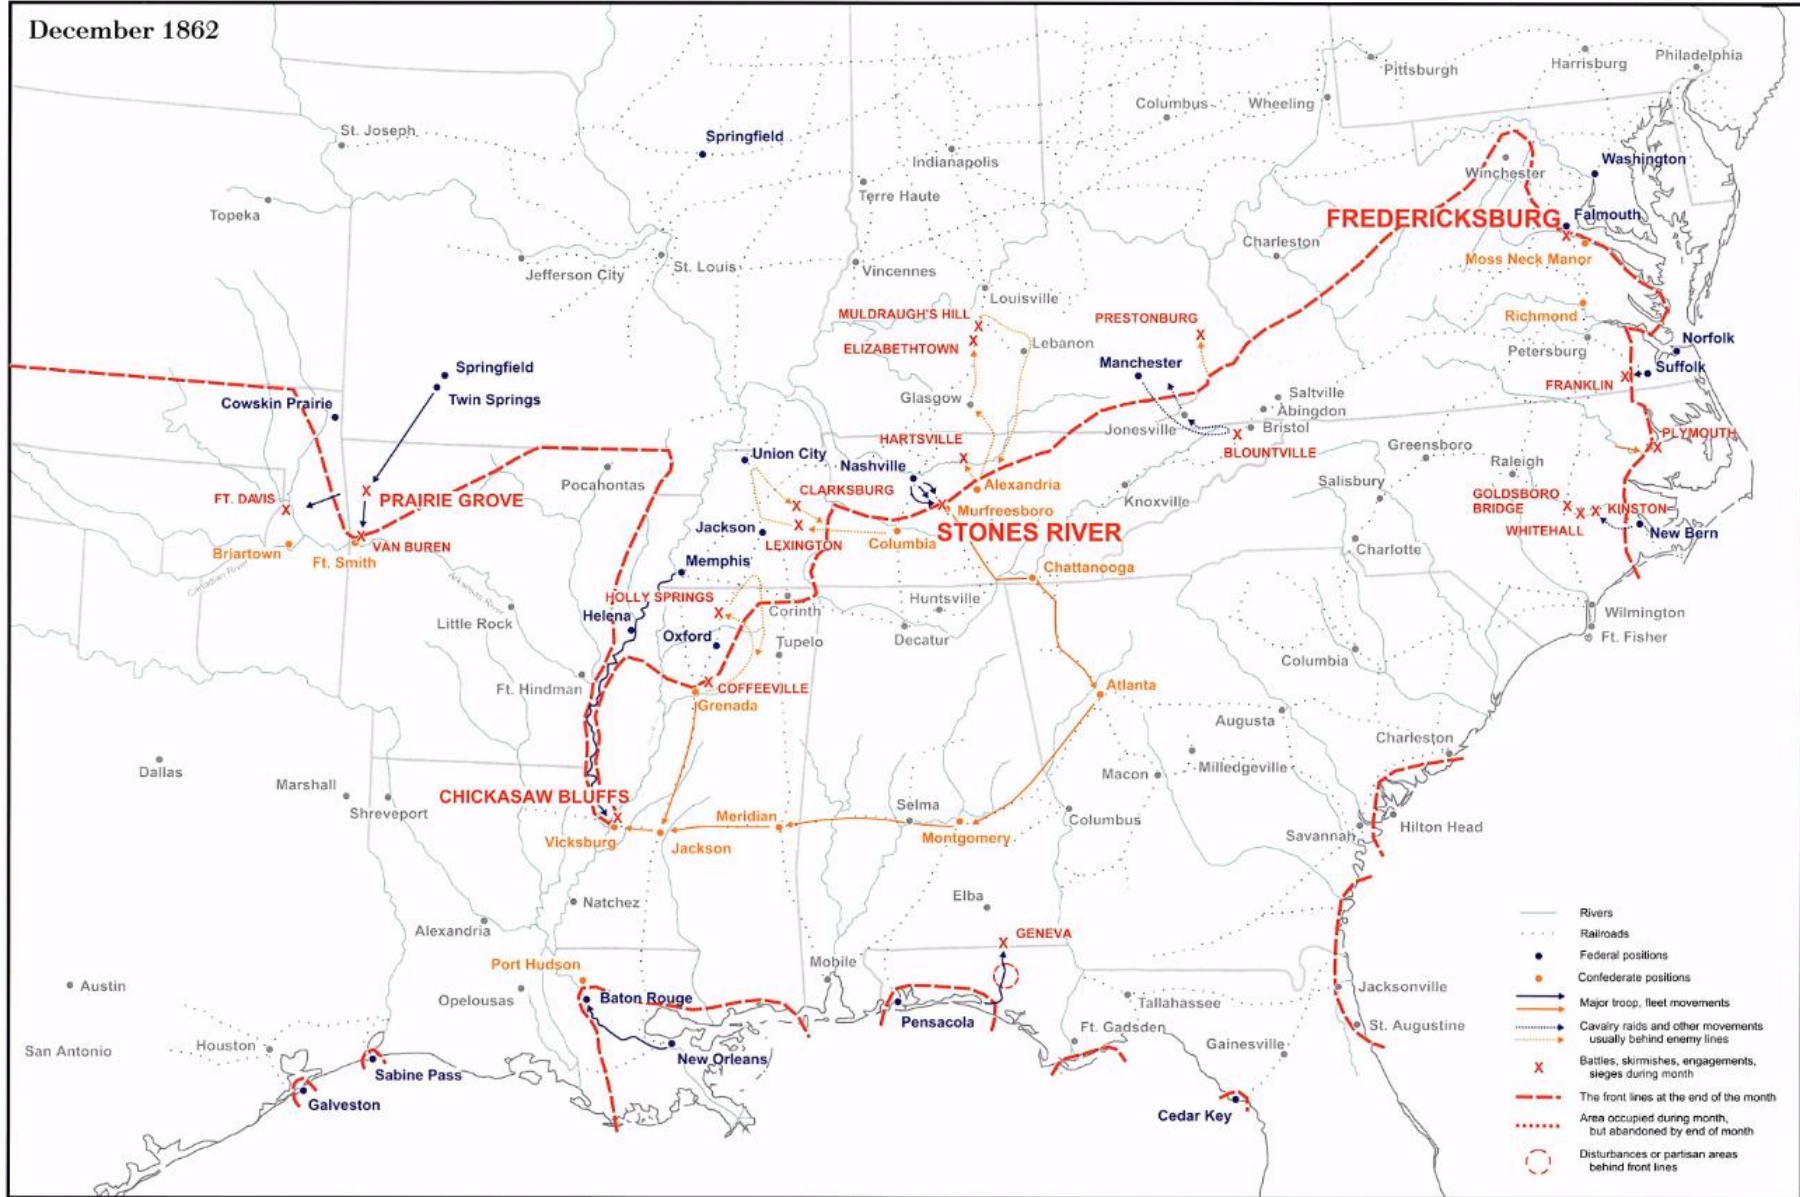 December 1862
Pittsburgh
Harrisburg
Philadelphia
Columbus
Wheeling
St. Joseph
Springfield
Indianapolis
Washington
Winchester
Terre Haute
Topeka
FREDERICKSBURG
Falmouth
Charleston
Moss Neck Manor
Jefferson City
St. Louis
Vincennes
Louisville
MULDRAUGH'S HILL
PRESTONBURG
Richmond
ELIZABETHTOWN
Lebanon
Norfolk
Petersburg
Manchester
Suffolk
Springfield
FRANKLIN
Twin Springs
Cowskin Prairie
Glasgow
Saltville
Abingdon
Jonesville
Bristol
PLYMOUTH
HARTSVILLE
BLOUNTVILLE
Greensboro
Union City
Nashville
Raleigh
Pocahontas
Salisbury
CLARKSBURG
Alexandria
Knoxville
GOLDSBORO
BRIDGE
KINSTON
FT. DAVIS
PRAIRIE GROVE
Murfreesboro
Jackson
STONES RIVER
WHITEHALL
New Bern
LEXINGTON
Columbia
VAN BUREN
Briartown
Ft. Smith
Charlotte
Memphis
Chattanooga
Canadian River
Arkansas River
HOLLY SPRINGS
Corinth
Huntsville
Wilmington
Helena
Little Rock
Oxford
Tupelo
Decatur
Ft. Fisher
Columbia
Ft. Hindman
COFFEEVILLE
Grenada
Atlanta
Augusta
Charleston
Dallas
Marshall
Macon
Milledgeville
CHICKASAW BLUFFS
Shreveport
Selma
Meridian
Columbus
Hilton Head
Savannah
Vicksburg
Jackson
Montgomery
Elba
Natchez
Alexandria
GENEVA
Port Hudson
Mobile
Austin
Opelousas
Baton Rouge
Tallahassee
Jacksonville
Pensacola
Ft. Gadsden
St. Augustine
San Antonio
Houston
New Orleans
Gainesville
Sabine Pass
Galveston
Cedar Key
Rivers
Railroads
Federal positions
Confederate positions
Major troop, fleet movements
Cavalry raids and other movements
usually behind enemy lines
Battles, skirmishes, engagements,
sieges during month
The front lines at the end of the month
Area occupied during month,
but abandoned by end of month
Disturbances or partisan areas
behind front lines